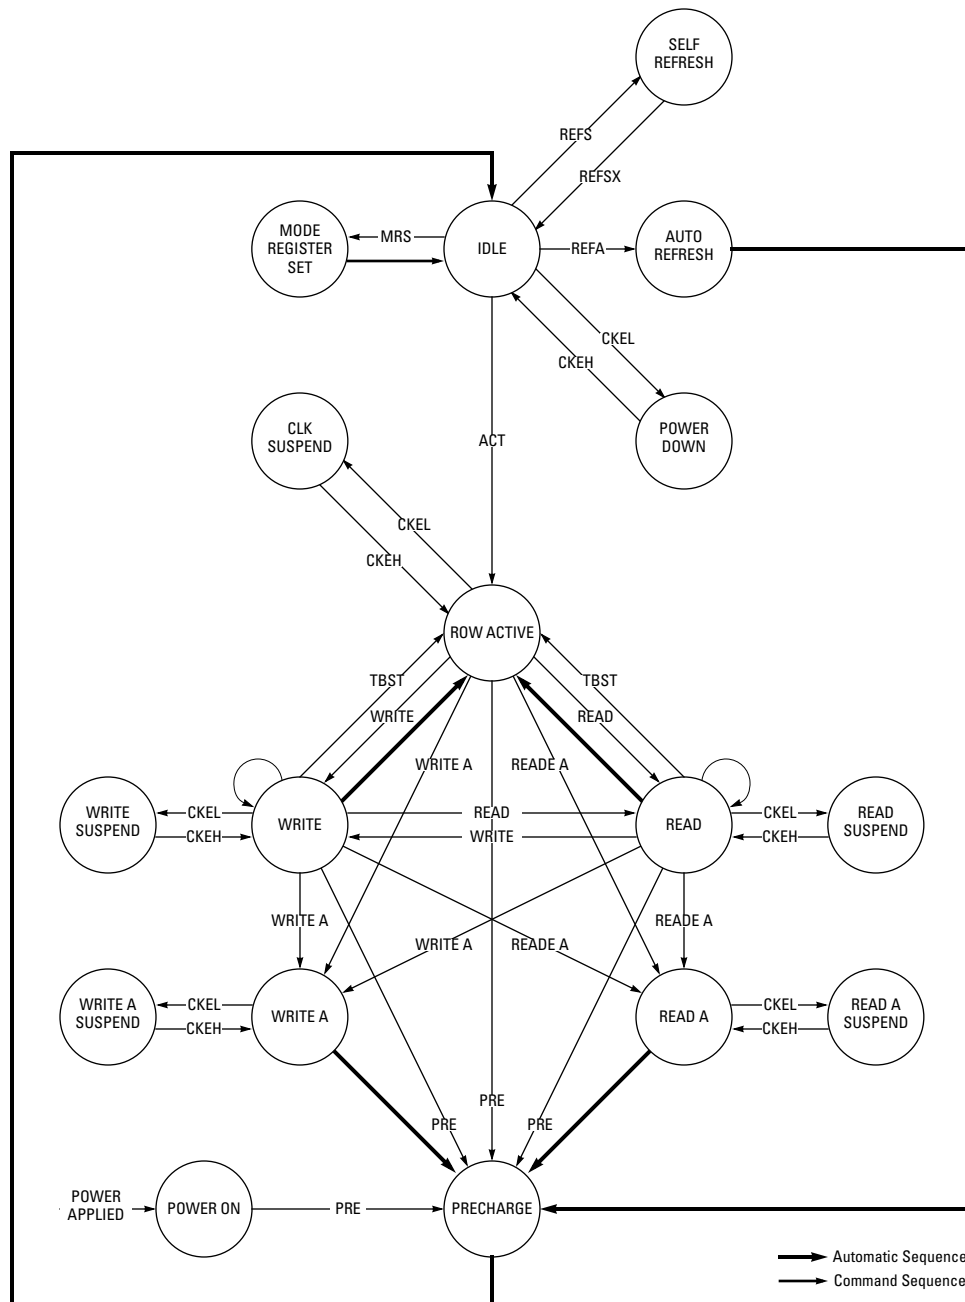 SELF
REFRESH
REFS
REFSX
MODE
REGISTER
SET
MRS
IDLE
REFA
AUTO
REFRESH
CKEL
CKEH
CLK
SUSPEND
ACT
POWER
DOWN
CKEL
CKEH
ROW ACTIVE
TBST
TBST
WRITE
READ
WRITE A
READE A
WRITE
SUSPEND
CKEL
CKEH
WRITE
READ
WRITE
READ
CKEL
CKEH
READ
SUSPEND
WRITE A
WRITE A
READE A
READE A
WRITE A
SUSPEND
CKEL
CKEH
WRITE A
READ A
CKEL
CKEH
READ A
SUSPEND
PRE
PRE
PRE
POWER
APPLIED
POWER ON
PRE
PRECHARGE
Automatic Sequence
Command Sequence